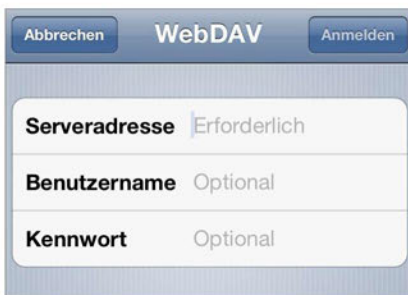 Abbrechen WebDAV Anmelden
Serveradresse Erforderlich
Benutzername Optional
Kennwort Optional